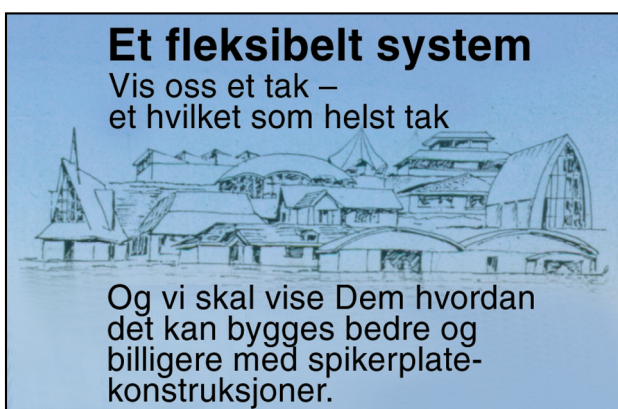 Et fleksibelt system
Vis oss et tak –
et hvilket som helst tak
Og vi skal vise Dem hvordan
det kan bygges bedre og
billigere med spikerplate-
konstruksjoner.